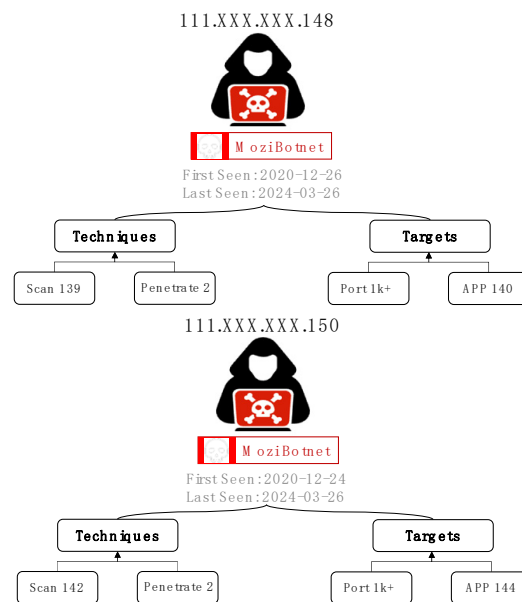 111.XXX.XXX.148
MoziBotnet
First Seen:2020-12-26
Last Seen:2024-03-26
Techniques
Targets
Scan 139
Penetrate 2
Port 1k+
APP 140
111.XXX.XXX.150
MoziBotnet
First Seen:2020-12-24
Last Seen:2024-03-26
Techniques
Targets
Scan 142
Penetrate 2
Port 1k+
APP 144